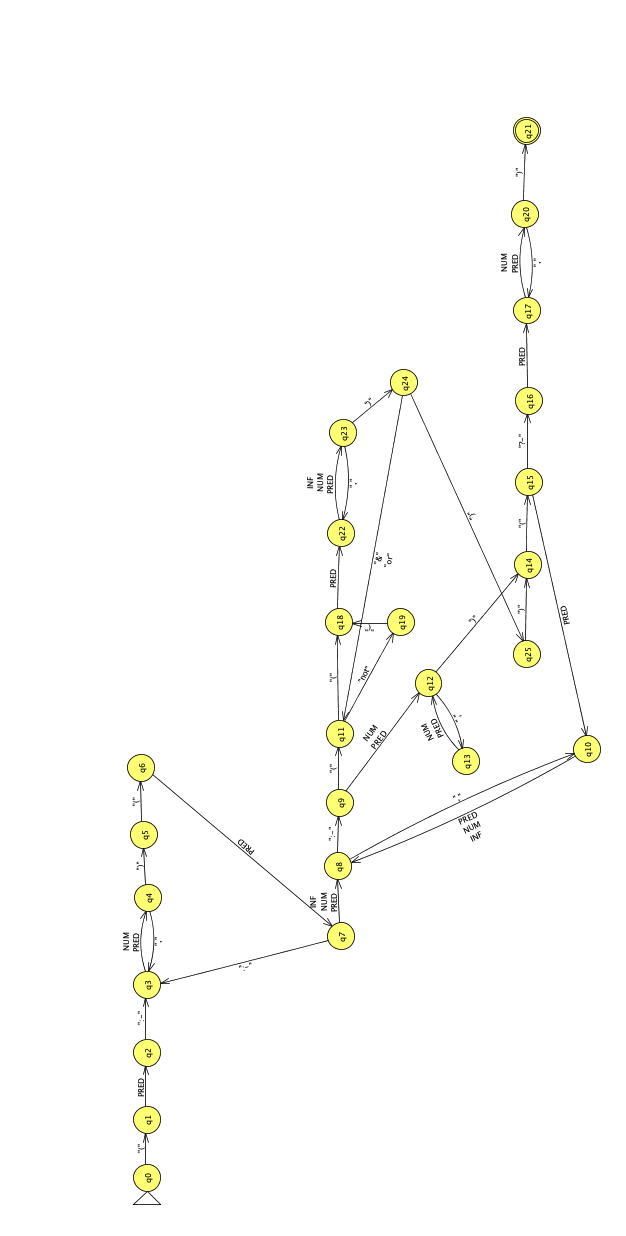 q0
"("
q1
PRED
q2
":-"
q3
NUM
PRED
","
q4
")"
q5
"("
q6
PRED
q7
INF
NUM
PRED
q8
":-"
q9
"("
q11
"("
q18
PRED
q22
INF
NUM
PRED
","
q23
")"
q24
"&"
"or"
"not"
q19
NUM
PRED
q12
NUM
PRED
q13
")"
q10
PRED
NUM
INF
PRED
")"
q25
")"
q14
"("
q15
"?-"
q16
PRED
q17
NUM
PRED
","
q20
")"
q21